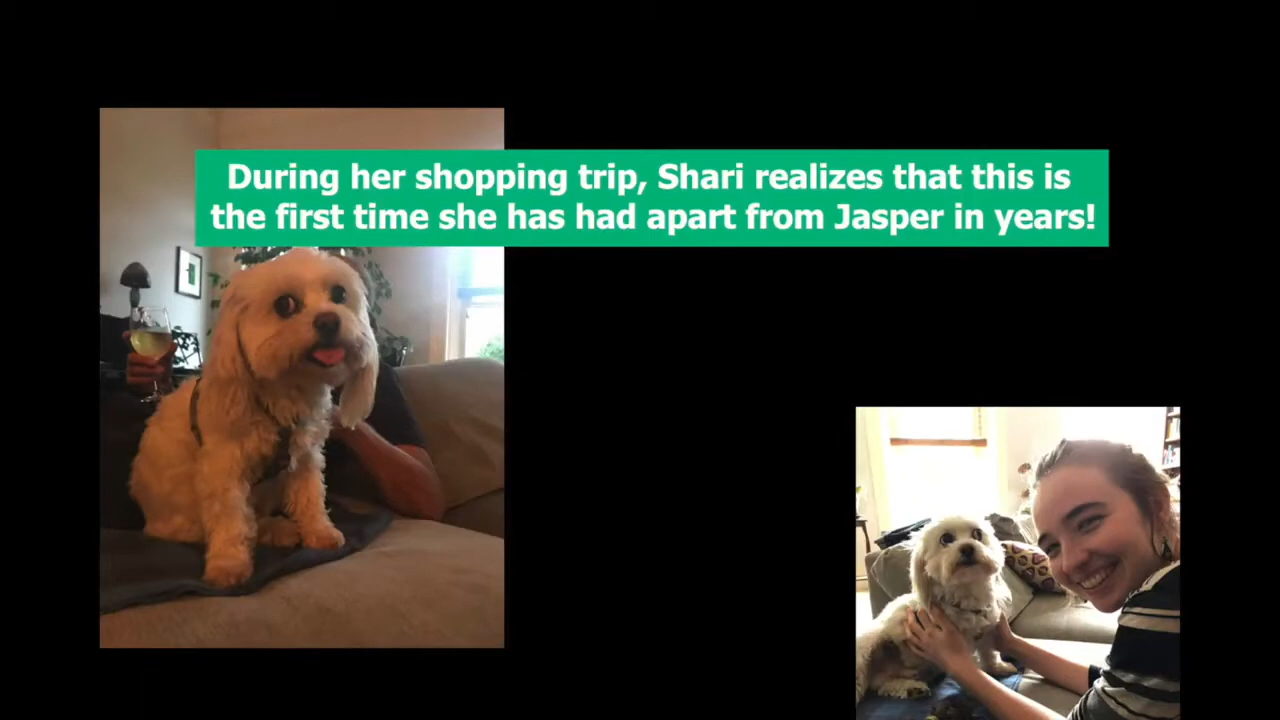 During her shopping trip, Shari realizes that this is
the first time she has had apart from Jasper in years!